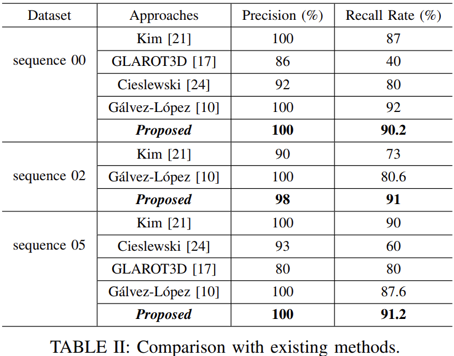 Dataset Approaches Precision (%) Recall Rate (%)
Kim [21] 100 87
sequence 00 GLAROT3D [17] 86 40
Cieslewski [24] 92 80
Gálvez-López [10] 100 92
Proposed 100 90.2
Kim [21] 90 73
sequence 02 Gálvez-López [10] 100 80.6
Proposed 98 91
Kim [21] 100 90
sequence 05 Cieslewski [24] 93 60
GLAROT3D [17] 80 80
Gálvez-López [10] 100 87.6
Proposed 100 91.2
TABLE II: Comparison with existing methods.